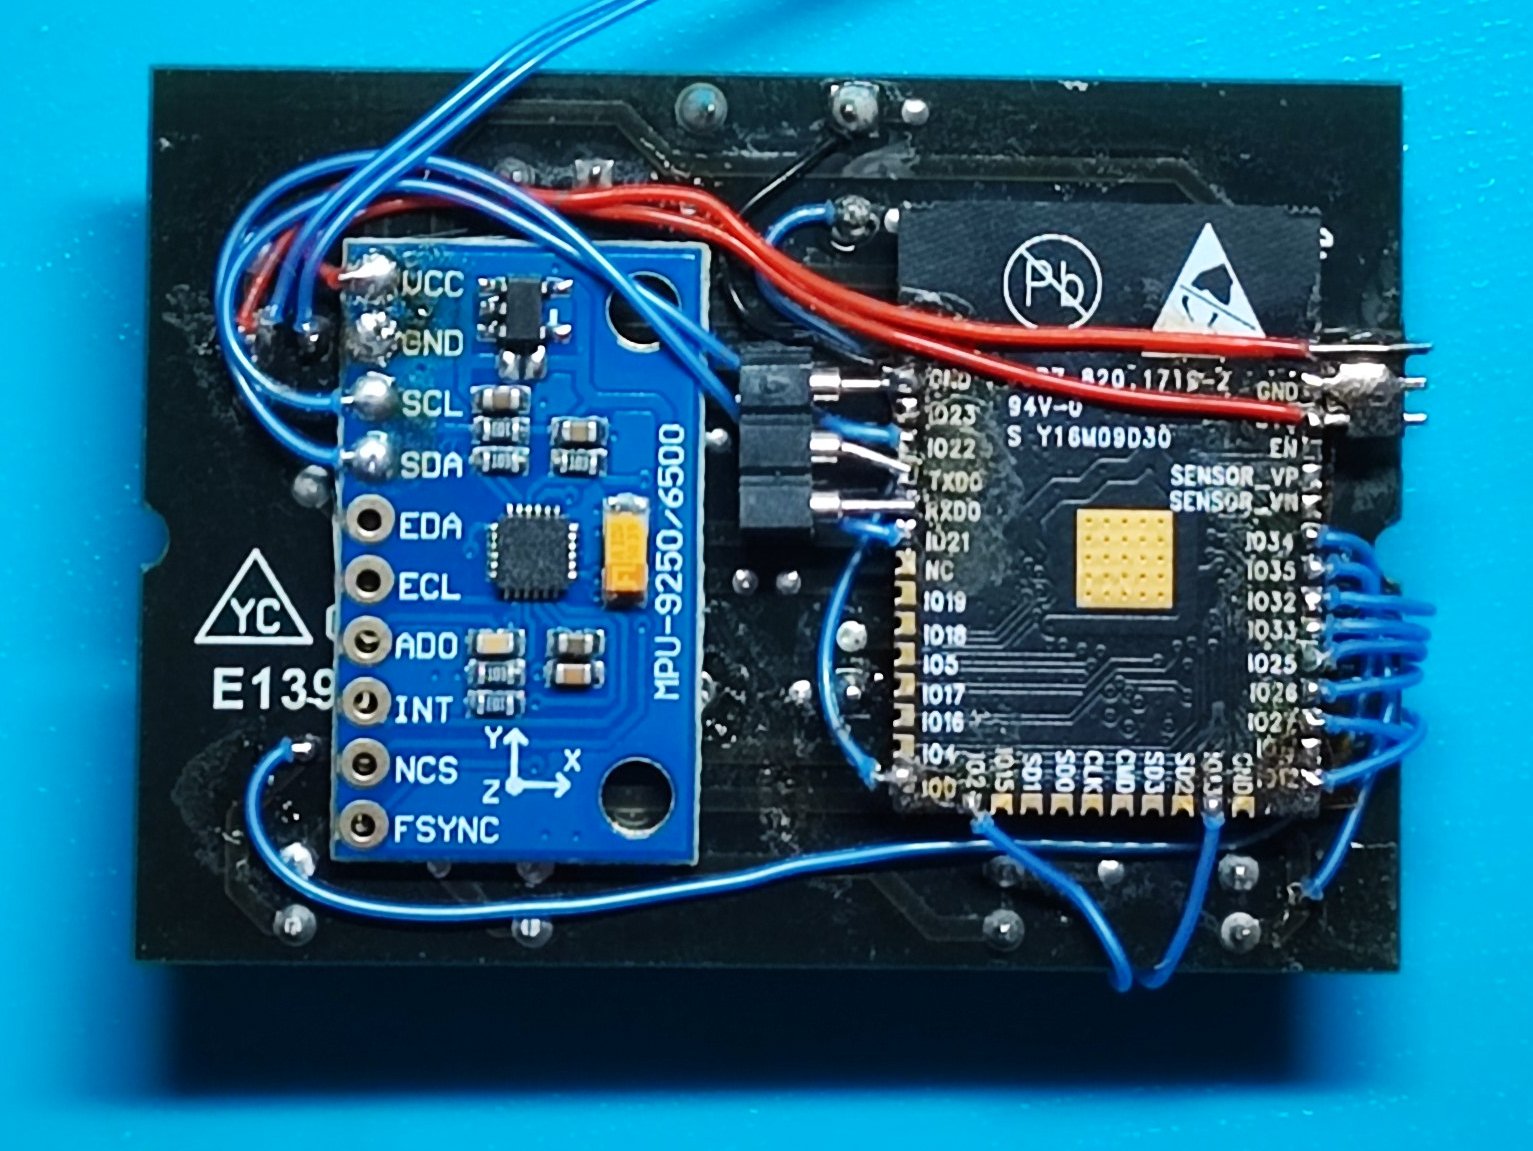 VCC
GND
SCL
SDA
EDA
ECL
ADO
INT
NCS
FSYNC
MPU-9250/6500
Y
X
Z
YC
E139
Pb
94V-0
S Y16M09D30
GND
IO23
IO22
TXD0
RXD0
IO21
NC
IO19
IO18
IO5
IO17
IO16
IO4
IO0
IO2
IO15
SD1
SD0
CLK
CMD
SD3
SD2
IO13
GND
GND
EN
SENSOR_VP
SENSOR_VN
IO34
IO35
IO32
IO33
IO25
IO26
IO27
IO12